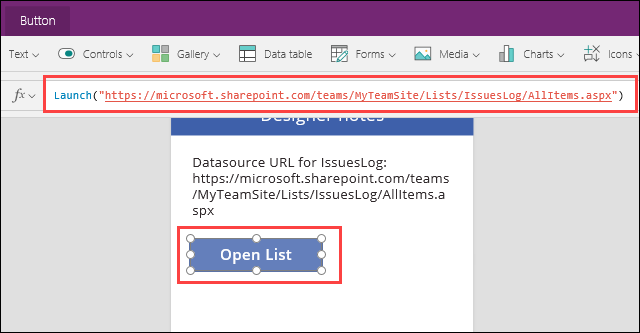 Button
Text Controls Gallery Data table Forms Media Charts Icons
fx Launch("https://microsoft.sharepoint.com/teams/MyTeamSite/Lists/IssuesLog/AllItems.aspx")
Designer notes
Datasource URL for IssuesLog:
https://microsoft.sharepoint.com/teams
/MyTeamSite/Lists/IssuesLog/AllItems.a
spx
Open List